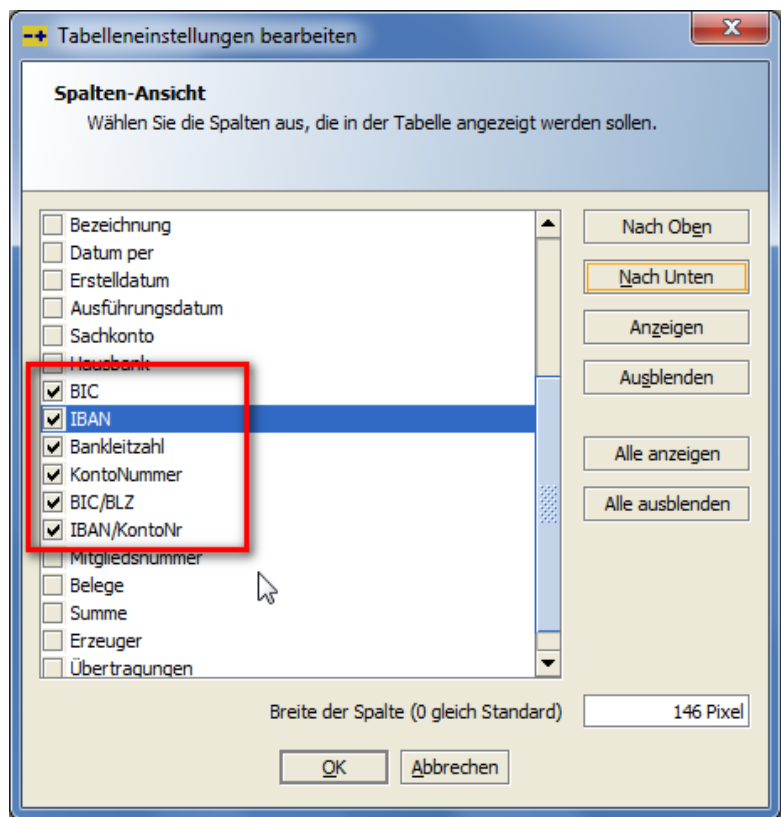 Tabelleneinstellungen bearbeiten
Spalten-Ansicht
Wählen Sie die Spalten aus, die in der Tabelle angezeigt werden sollen.
Bezeichnung
Datum per
Erstelldatum
Ausführungsdatum
Sachkonto
Hausbank
BIC
IBAN
Bankleitzahl
KontoNummer
BIC/BLZ
IBAN/KontoNr
Mitgliedsnummer
Belege
Summe
Erzeuger
Übertragungen
Nach Oben
Nach Unten
Anzeigen
Ausblenden
Alle anzeigen
Alle ausblenden
Breite der Spalte (0 gleich Standard) 146 Pixel
OK Abbrechen